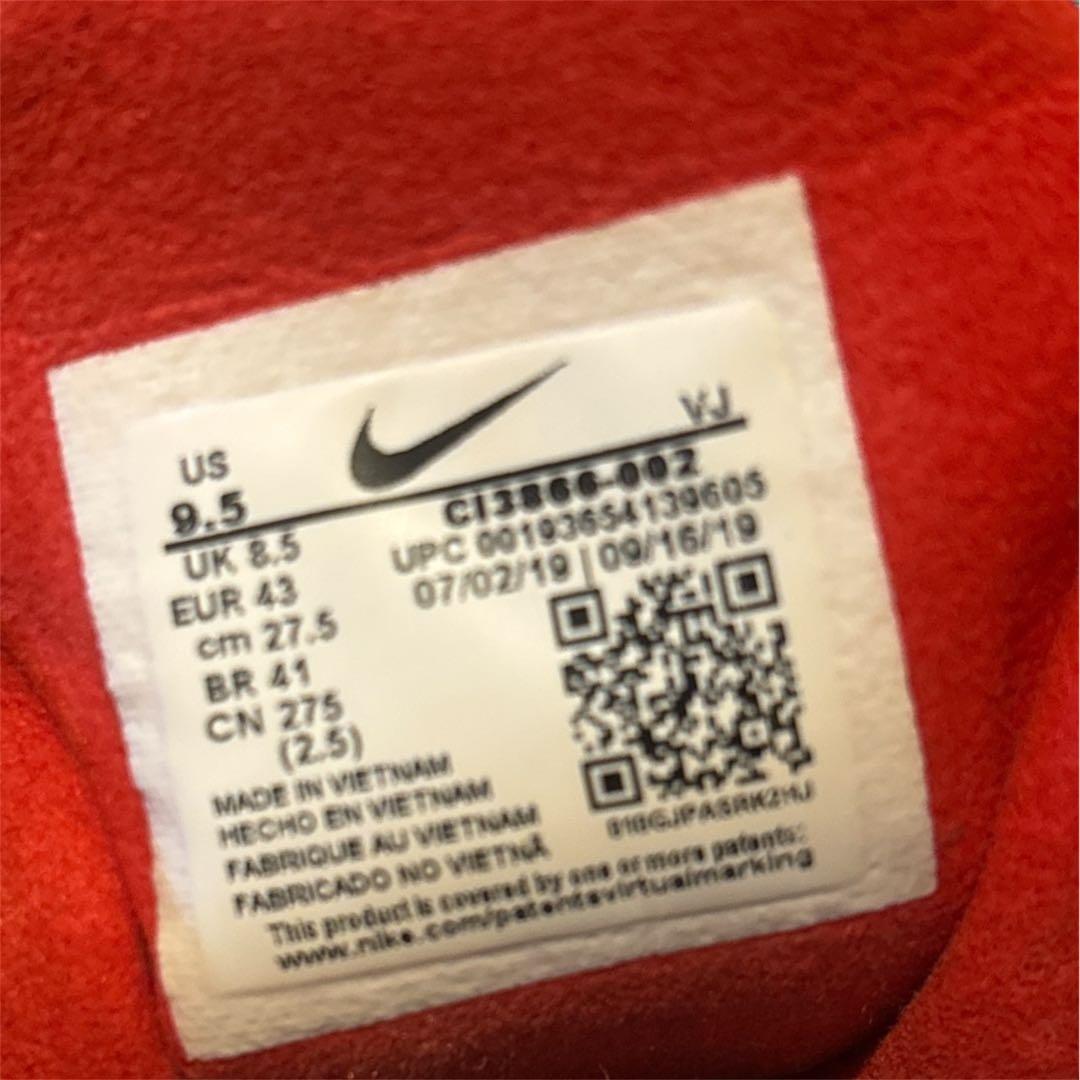 US
9.5
VJ
CI3866-002
UPC 00193654139605
07/02/19 | 09/16/19
UK 8.5
EUR 43
cm 27.5
BR 41
CN 275
(2.5)
MADE IN VIETNAM
HECHO EN VIETNAM
FABRIQUE AU VIETNAM
FABRICADO NO VIETNÃ
This product is covered by one or more patents:
www.nike.com/patentsvirtualmarking